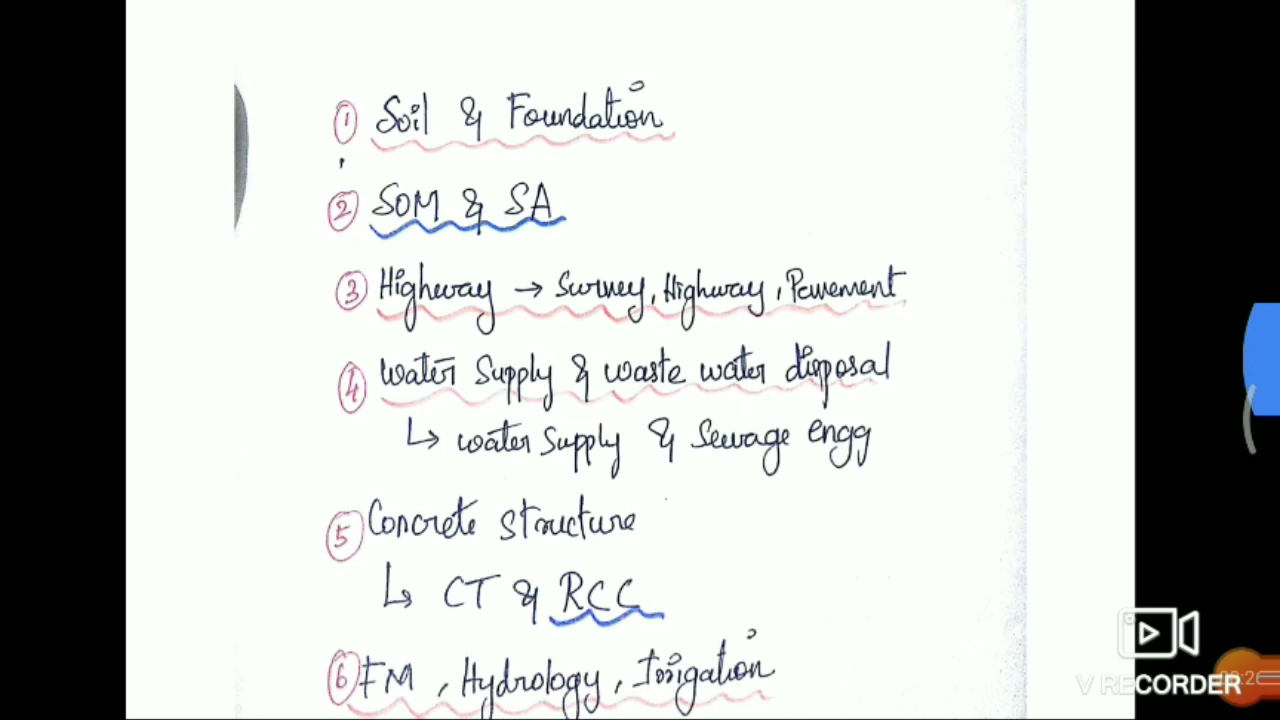 ① Soil & Foundation
② SOM & SA
③ Highway → Survey, Highway, Pavement
④ Water Supply & waste water disposal
↳ water supply & Sewage engg
⑤ Concrete structure
↳ CT & RCC
⑥ FM, Hydrology, Irrigation
V RECORDER